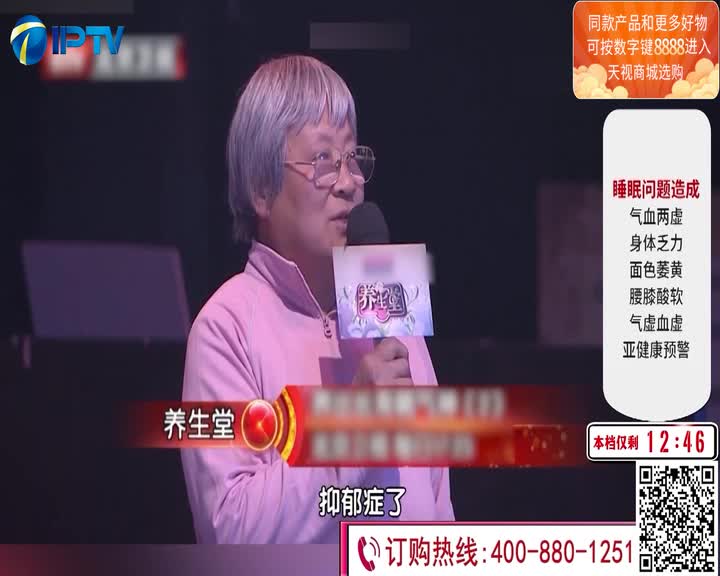 IPTV
同款产品和更多好物
可按数字键8888进入
天视商城选购
睡眠问题造成
气血两虚
身体乏力
面色萎黄
腰膝酸软
气虚血虚
亚健康预警
养生堂
养生堂
本档仅剩 12:46
抑郁症了
订购热线:400-880-1251